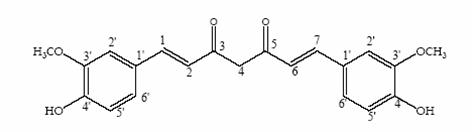 O O
H₃CO 3' 2' 1' 1 2 3 4 5 6 7 1' 2' 3' OCH₃
HO 4' 5' 6' 6' 5' 4 OH